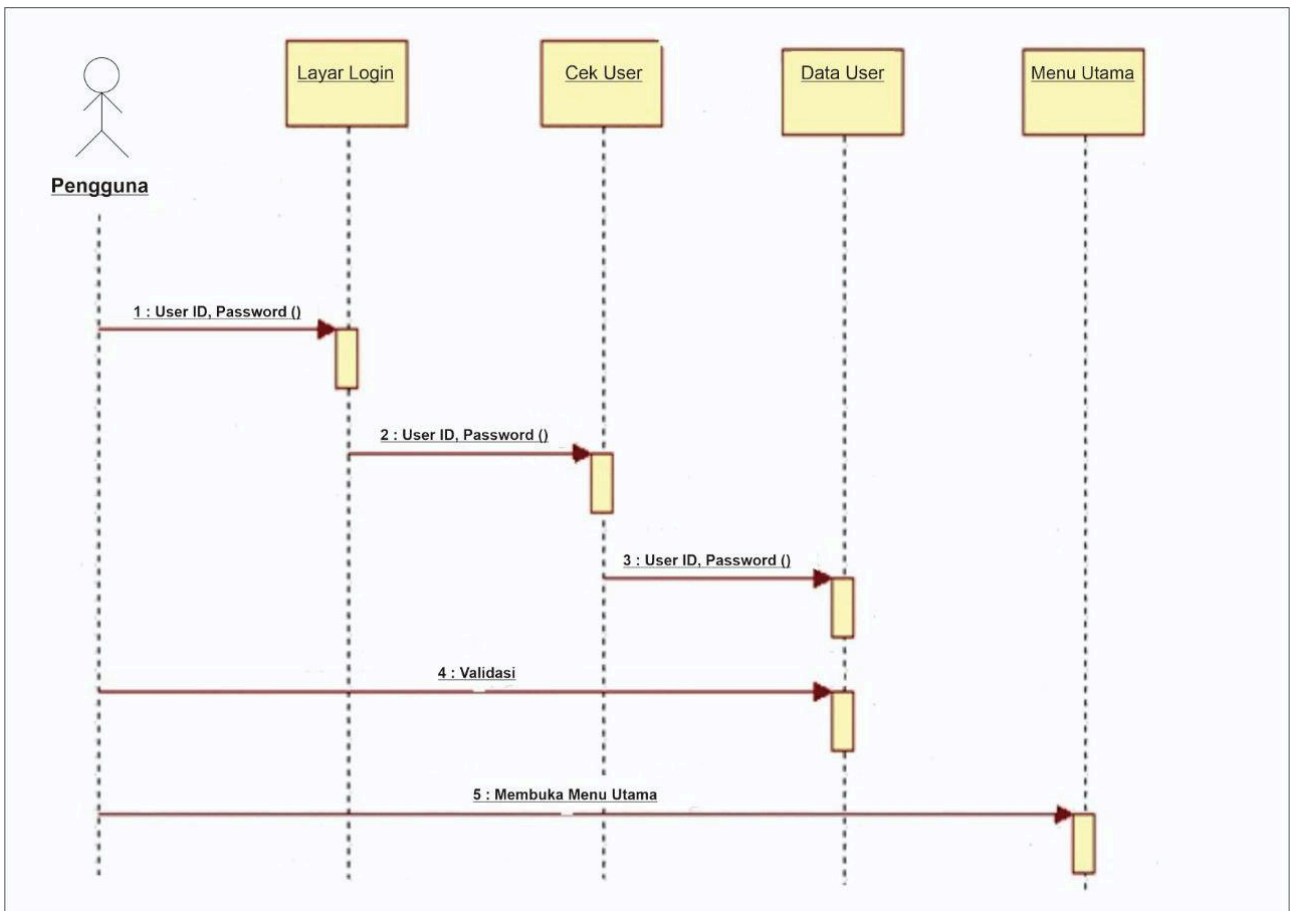 Layar Login
Cek User
Data User
Menu Utama
Pengguna
1 : User ID, Password ()
2 : User ID, Password ()
3 : User ID, Password ()
4 : Validasi
5 : Membuka Menu Utama